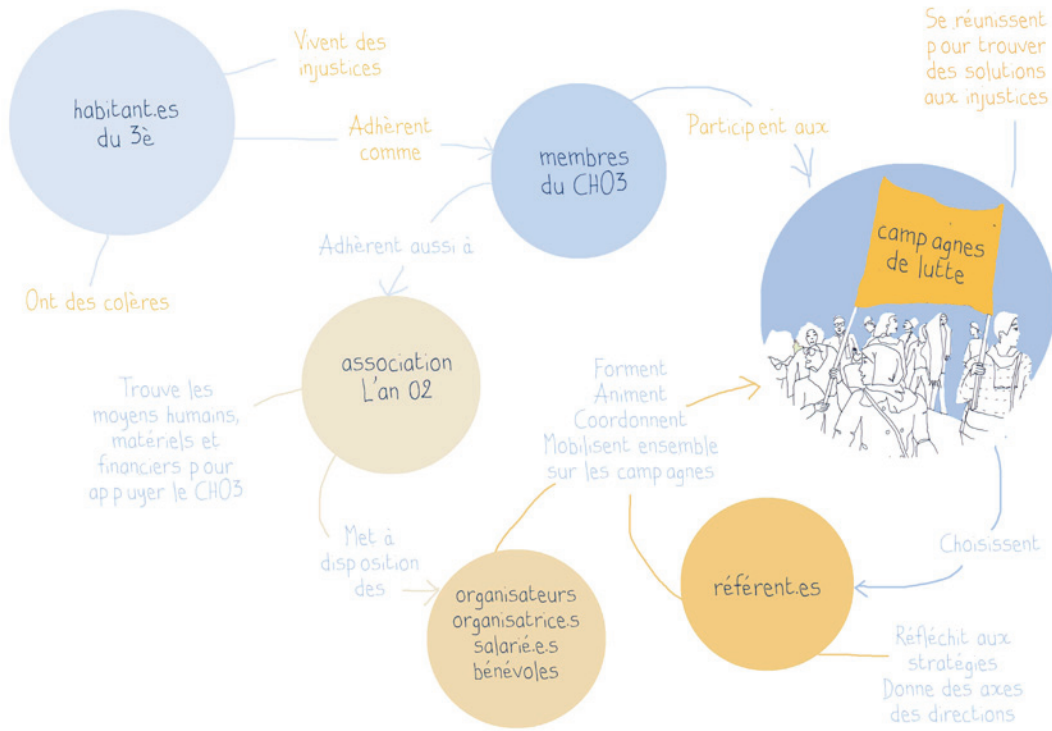 habitant.es
du 3è
Vivent des
injustices
Adhèrent
comme
Ont des colères
membres
du CHO3
Participent aux
Se réunissent
pour trouver
des solutions
aux injustices
campagnes
de lutte
Adhèrent aussi à
association
L'an 02
Trouve les
moyens humains,
matériels et
financiers pour
appuyer le CHO3
Met à
disposition
des
organisateurs
organisatrice.s
salarié.e.s
bénévoles
Forment
Animent
Coordonnent
Mobilisent ensemble
sur les campagnes
Choisissent
référent.es
Réfléchit aux
stratégies
Donne des axes
des directions